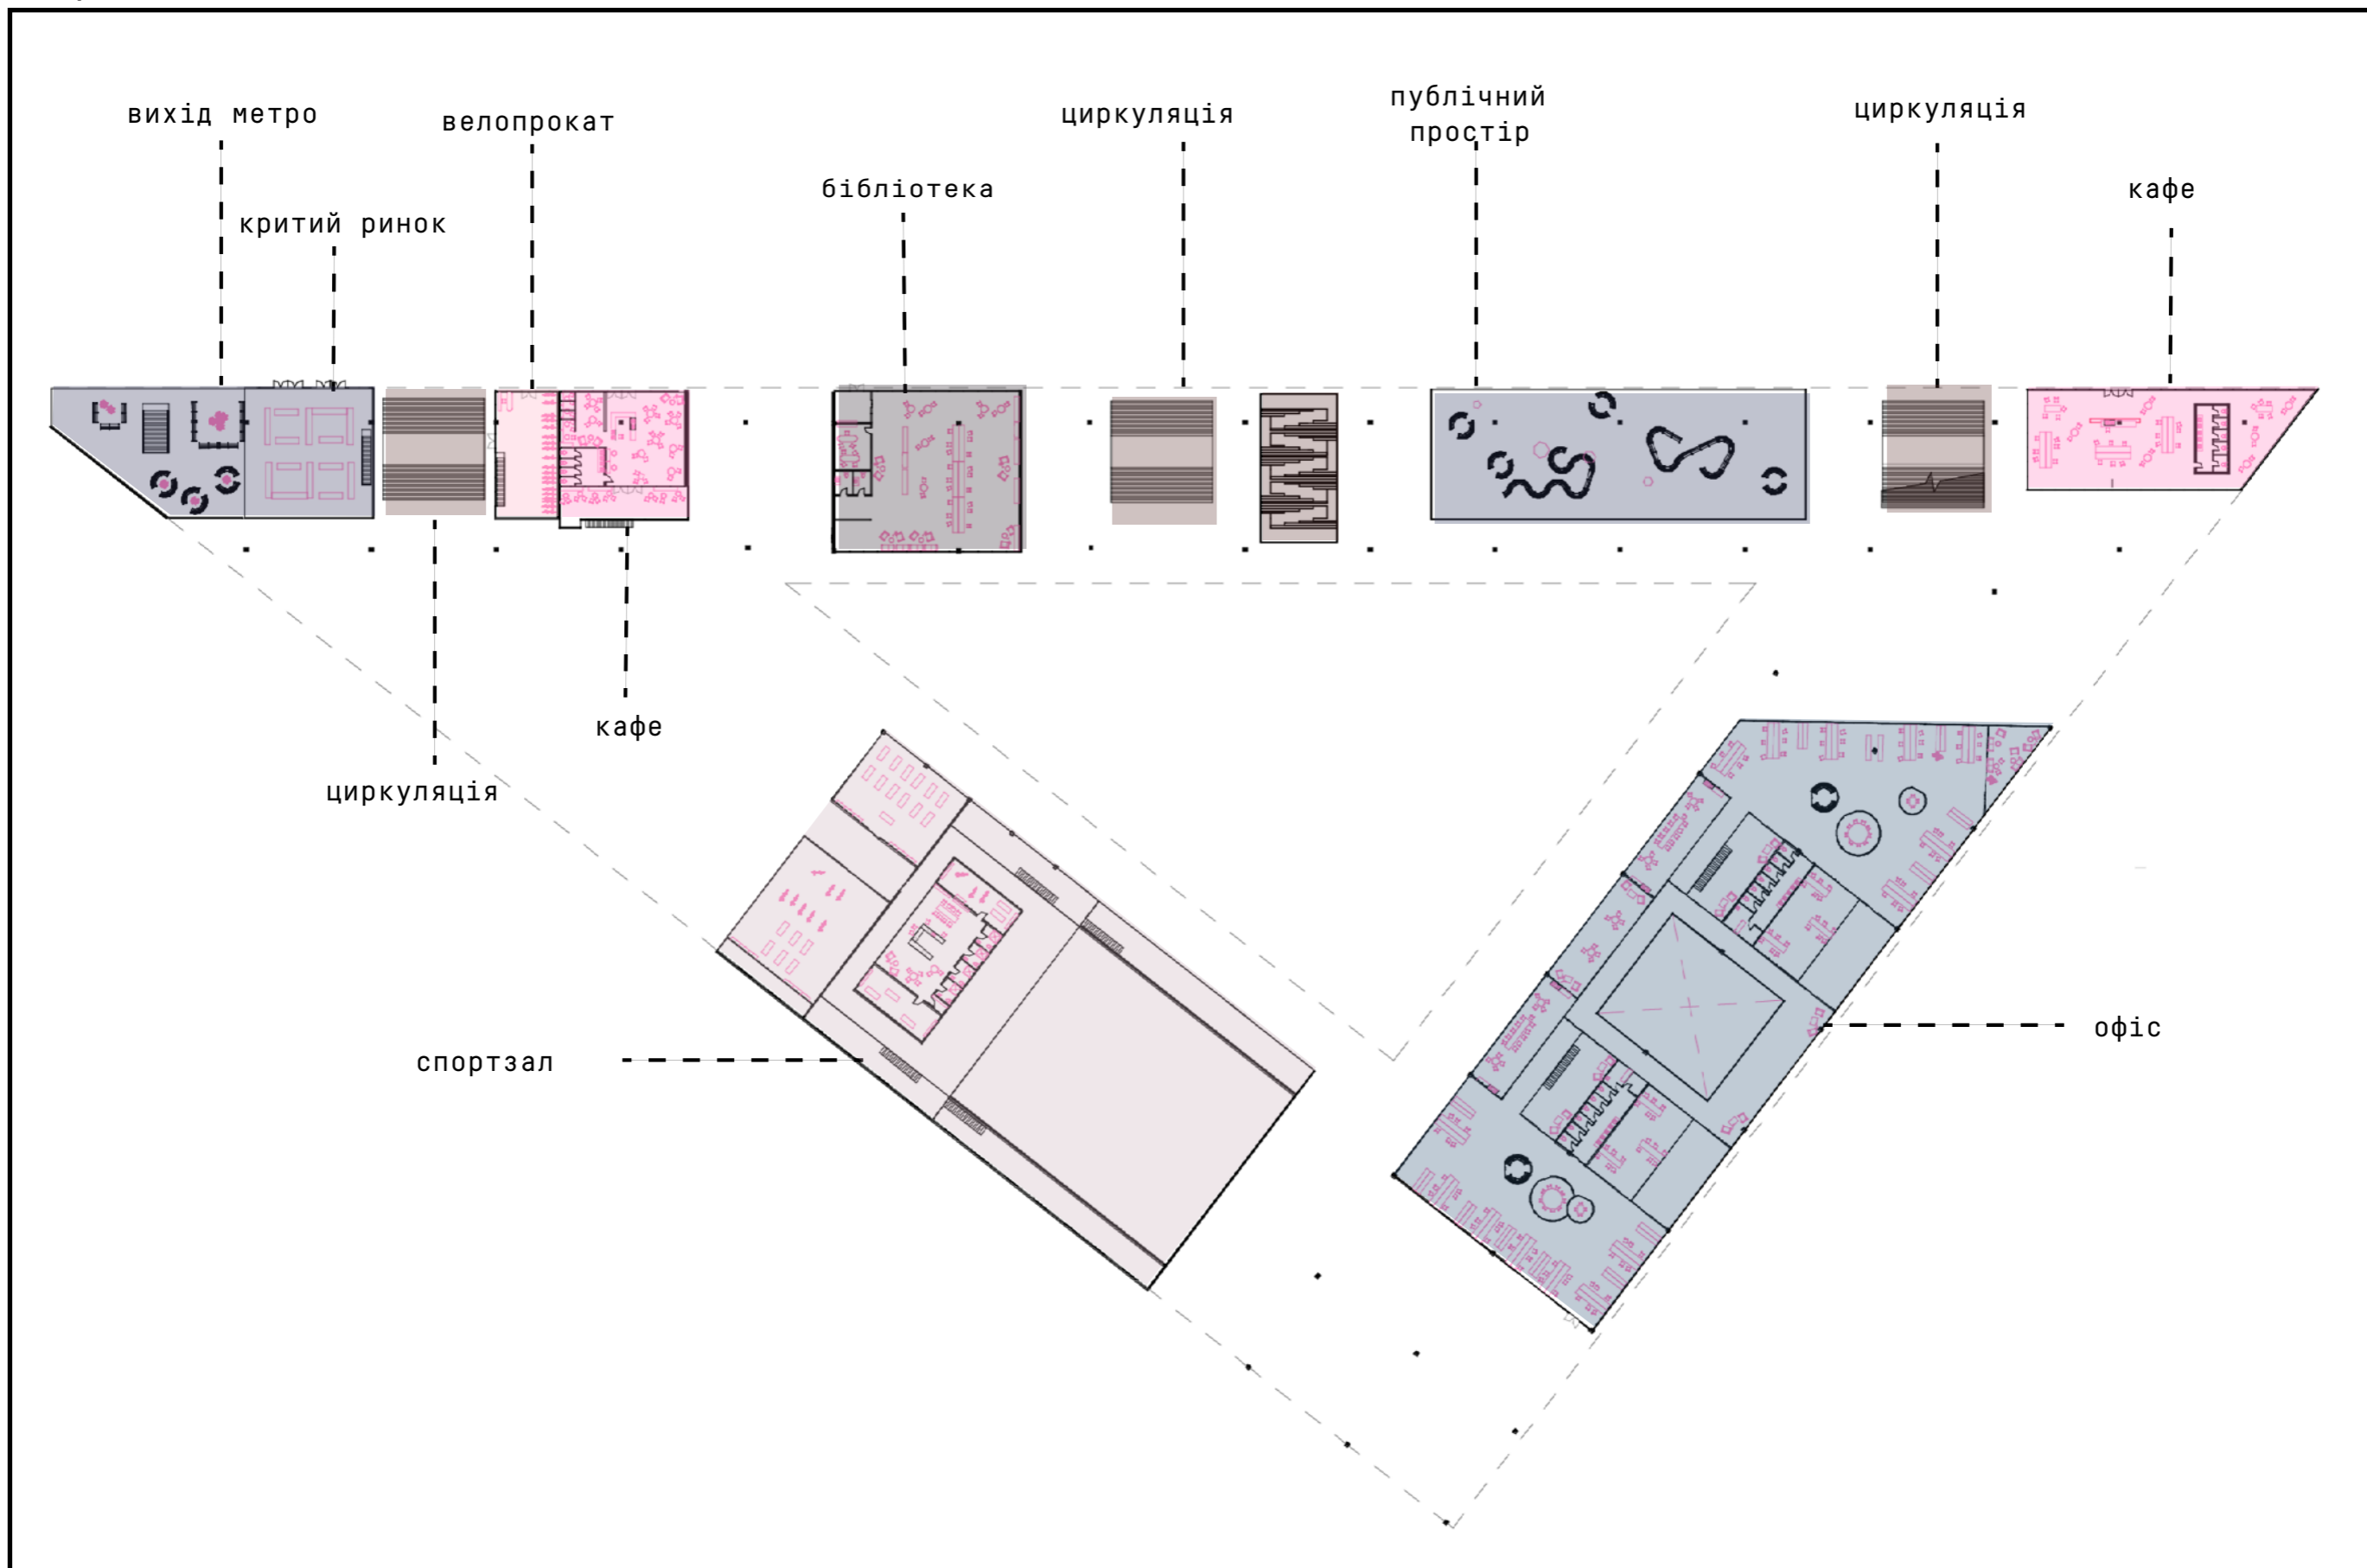 вихід метро
велопрокат
циркуляція
публічний
простір
циркуляція
бібліотека
кафе
критий ринок
кафе
циркуляція
спортзал
офіс